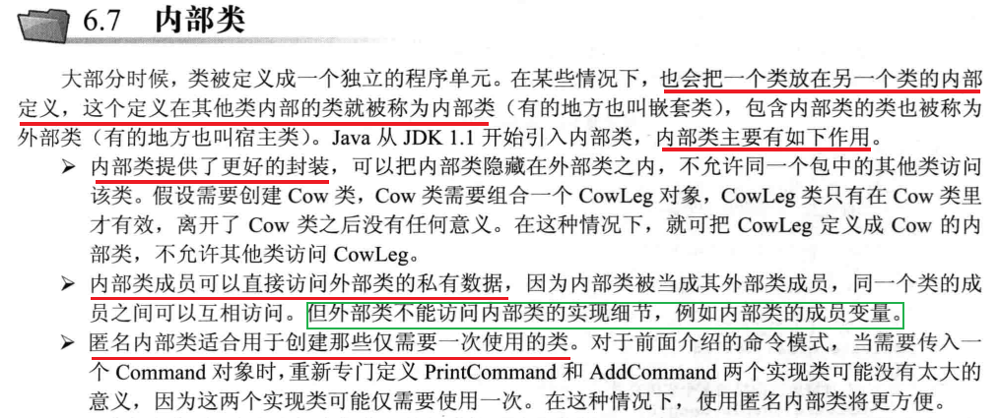 6.7 内部类
大部分时候，类被定义成一个独立的程序单元。在某些情况下，也会把一个类放在另一个类的内部
定义，这个定义在其他类内部的类就被称为内部类（有的地方也叫嵌套类），包含内部类的类也被称为
外部类（有的地方也叫宿主类）。Java 从 JDK 1.1 开始引入内部类，内部类主要有如下作用。
➢ 内部类提供了更好的封装，可以把内部类隐藏在外部类之内，不允许同一个包中的其他类访问
该类。假设需要创建 Cow 类，Cow 类需要组合一个 CowLeg 对象，CowLeg 类只有在 Cow 类里
才有效，离开了 Cow 类之后没有任何意义。在这种情况下，就可把 CowLeg 定义成 Cow 的内
部类，不允许其他类访问 CowLeg。
➢ 内部类成员可以直接访问外部类的私有数据，因为内部类被当成其外部类成员，同一个类的成
员之间可以互相访问。但外部类不能访问内部类的实现细节，例如内部类的成员变量。
➢ 匿名内部类适合用于创建那些仅需要一次使用的类。对于前面介绍的命令模式，当需要传入一
个 Command 对象时，重新专门定义 PrintCommand 和 AddCommand 两个实现类可能没有太大的
意义，因为这两个实现类可能仅需要使用一次。在这种情况下，使用匿名内部类将更方便。